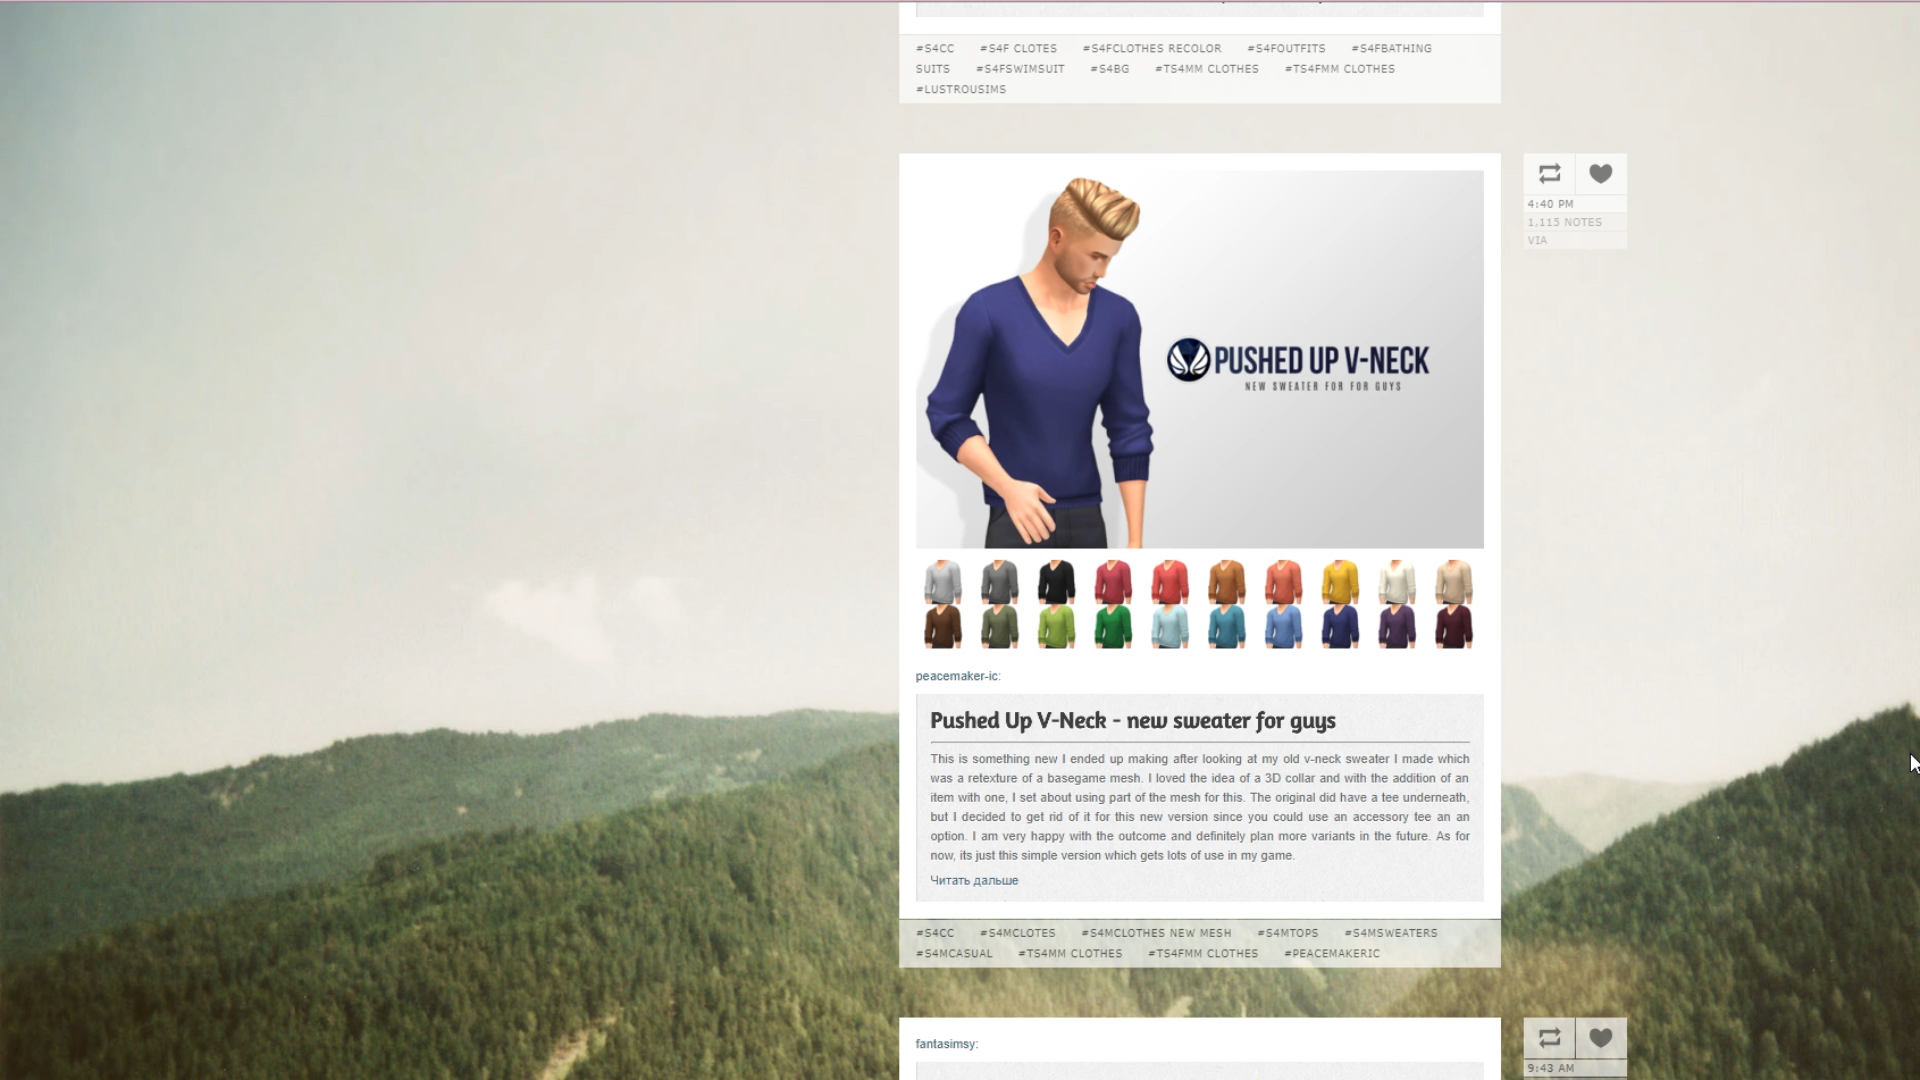 #S4CC #S4F CLOTES #S4FCLOTHES RECOLOR #S4FOUTFITS #S4FBATHING
SUITS #S4FSWIMSUIT #S4BG #TS4MM CLOTHES #TS4FMM CLOTHES
#LUSTROUSIMS
4:40 PM
1,115 NOTES
VIA
PUSHED UP V-NECK
NEW SWEATER FOR FOR GUYS
peacemaker-ic:
Pushed Up V-Neck - new sweater for guys
This is something new I ended up making after looking at my old v-neck sweater I made which
was a retexture of a basegame mesh. I loved the idea of a 3D collar and with the addition of an
item with one, I set about using part of the mesh for this. The original did have a tee underneath,
but I decided to get rid of it for this new version since you could use an accessory tee an an
option. I am very happy with the outcome and definitely plan more variants in the future. As for
now, its just this simple version which gets lots of use in my game.
Читать дальше
#S4CC #S4MCLOTES #S4MCLOTHES NEW MESH #S4MTOPS #S4MSWEATERS
#S4MCASUAL #TS4MM CLOTHES #TS4FMM CLOTHES #PEACEMAKERIC
fantasimsy:
9:43 AM